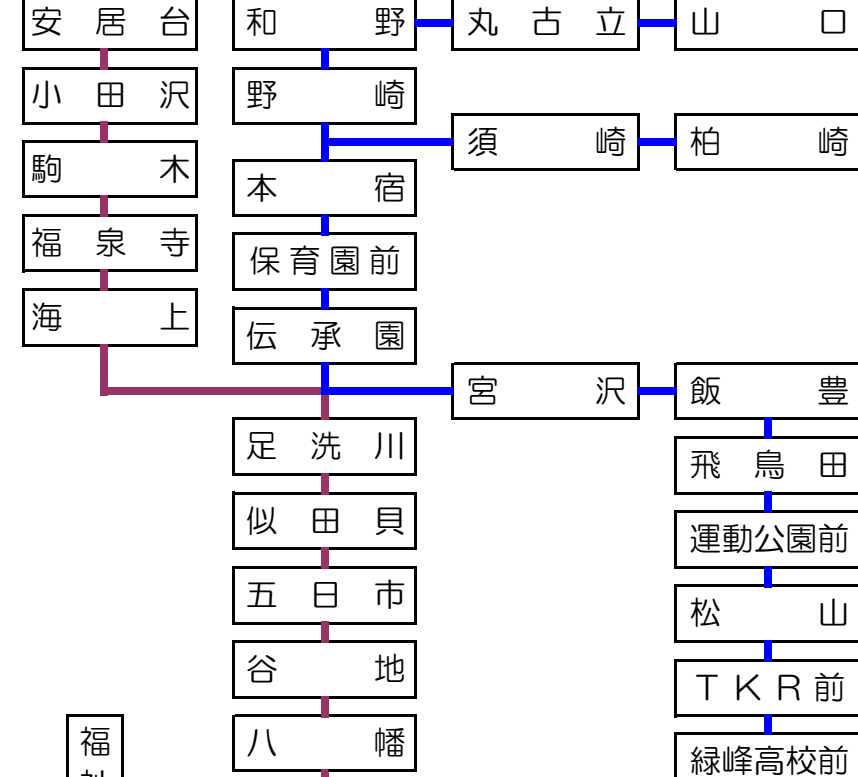 安居台
小田沢
駒木
福泉寺
海上
和野
野崎
本宿
保育園前
伝承園
足洗川
似田貝
五日市
谷地
八幡
丸古立
山口
須崎
柏崎
宮沢
飯豊
飛鳥田
運動公園前
松山
TKR前
緑峰高校前
福